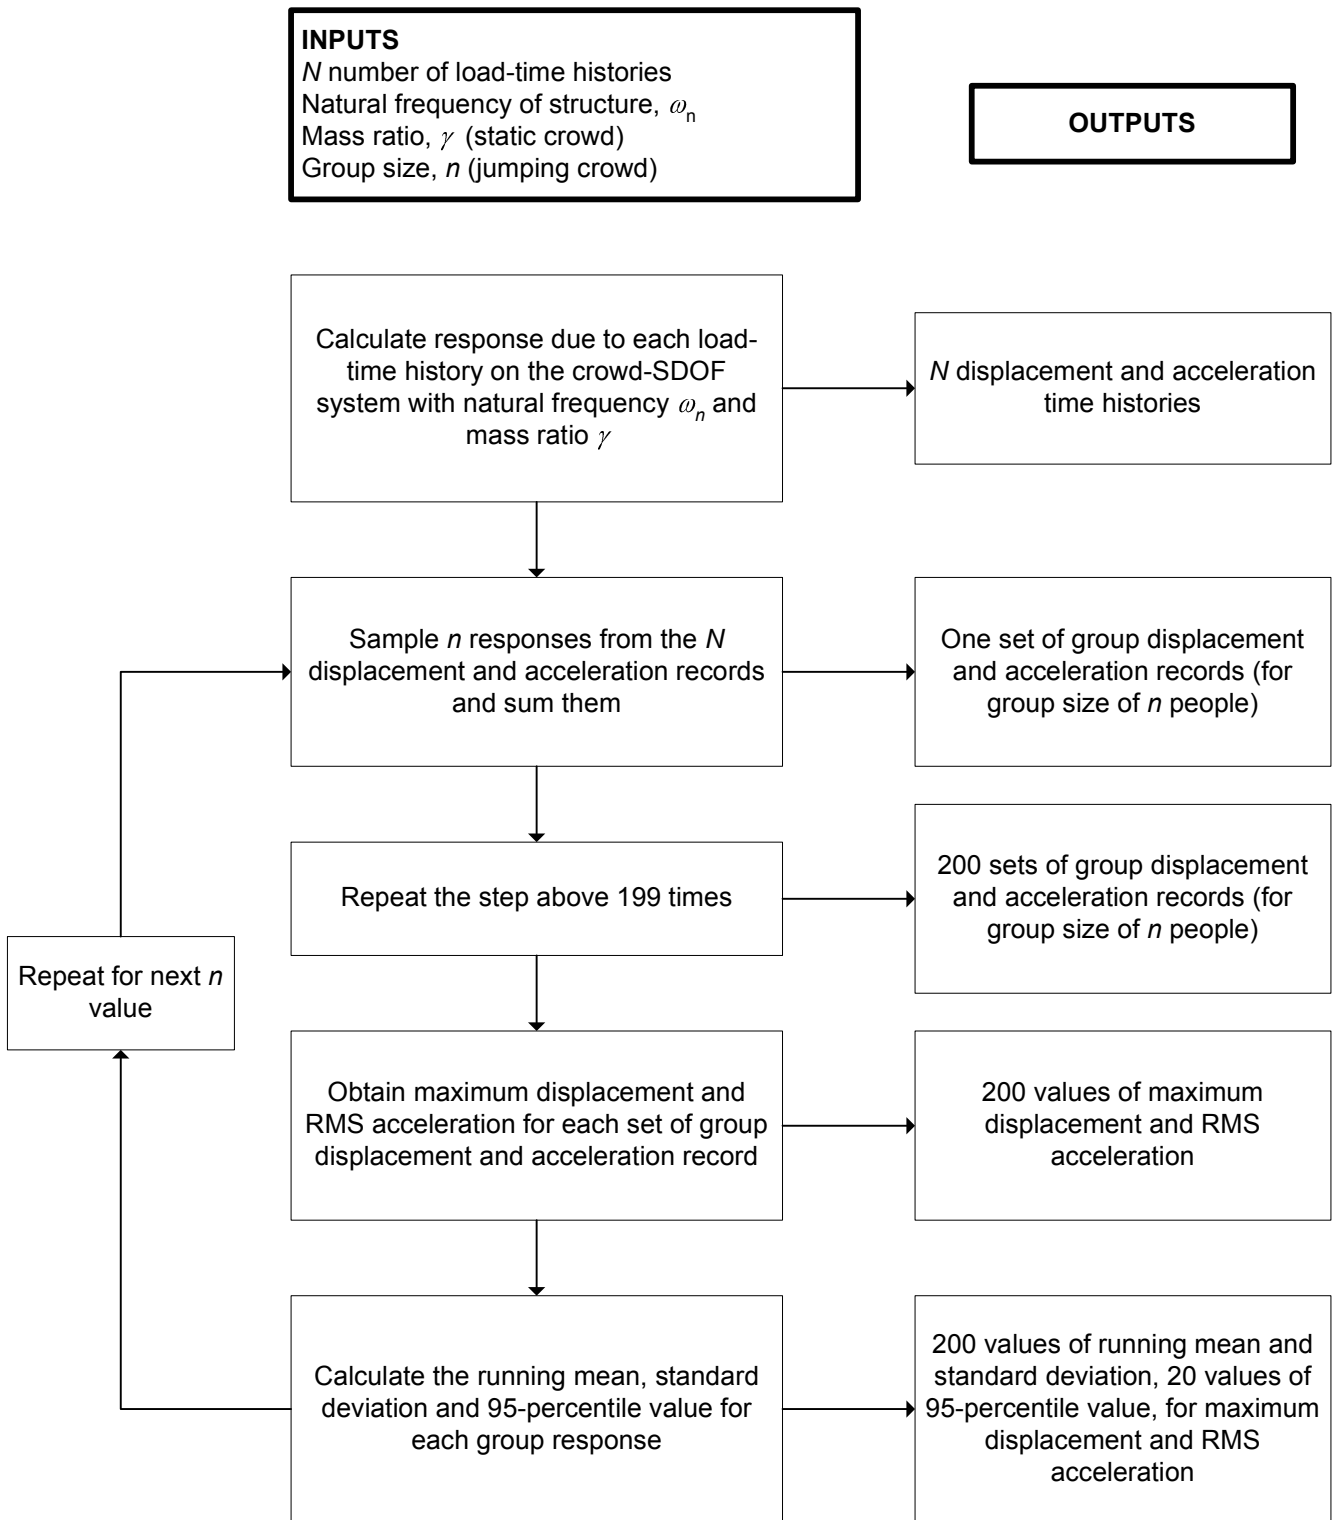 INPUTS
N number of load-time histories
Natural frequency of structure, ωn
Mass ratio, γ (static crowd)
Group size, n (jumping crowd)
OUTPUTS
Calculate response due to each load-
time history on the crowd-SDOF
system with natural frequency ωn and
mass ratio γ
N displacement and acceleration
time histories
Sample n responses from the N
displacement and acceleration records
and sum them
One set of group displacement
and acceleration records (for
group size of n people)
Repeat the step above 199 times
200 sets of group displacement
and acceleration records (for
group size of n people)
Repeat for next n
value
Obtain maximum displacement and
RMS acceleration for each set of group
displacement and acceleration record
200 values of maximum
displacement and RMS
acceleration
Calculate the running mean, standard
deviation and 95-percentile value for
each group response
200 values of running mean and
standard deviation, 20 values of
95-percentile value, for maximum
displacement and RMS
acceleration